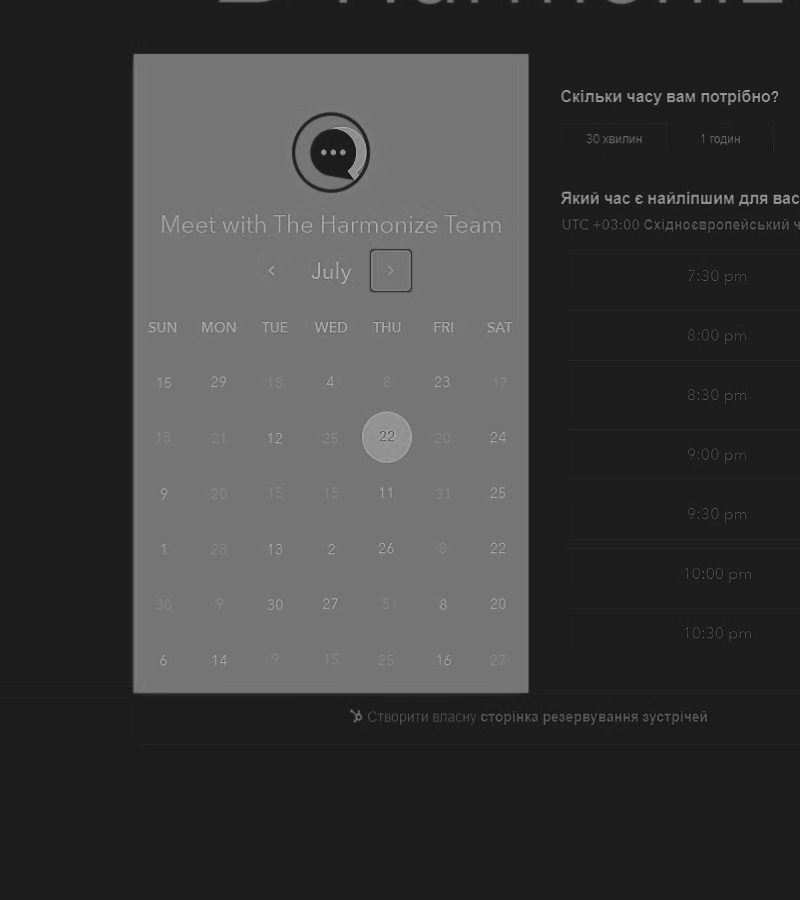 Meet with The Harmonize Team
July
SUN MON TUE WED THU FRI SAT
15 29 18 4 8 23 17
13 21 12 25 22 20 24
9 20 15 15 11 31 25
1 28 13 2 26 8 22
30 9 30 27 5 8 20
6 14 9 15 25 16 27
Скільки часу вам потрібно?
30 хвилин 1 годин
Який час є найліпшим для вас
UTC +03:00 Східноєвропейський
7:30 pm
8:00 pm
8:30 pm
9:00 pm
9:30 pm
10:00 pm
10:30 pm
Створити власну сторінка резервування зустрічей